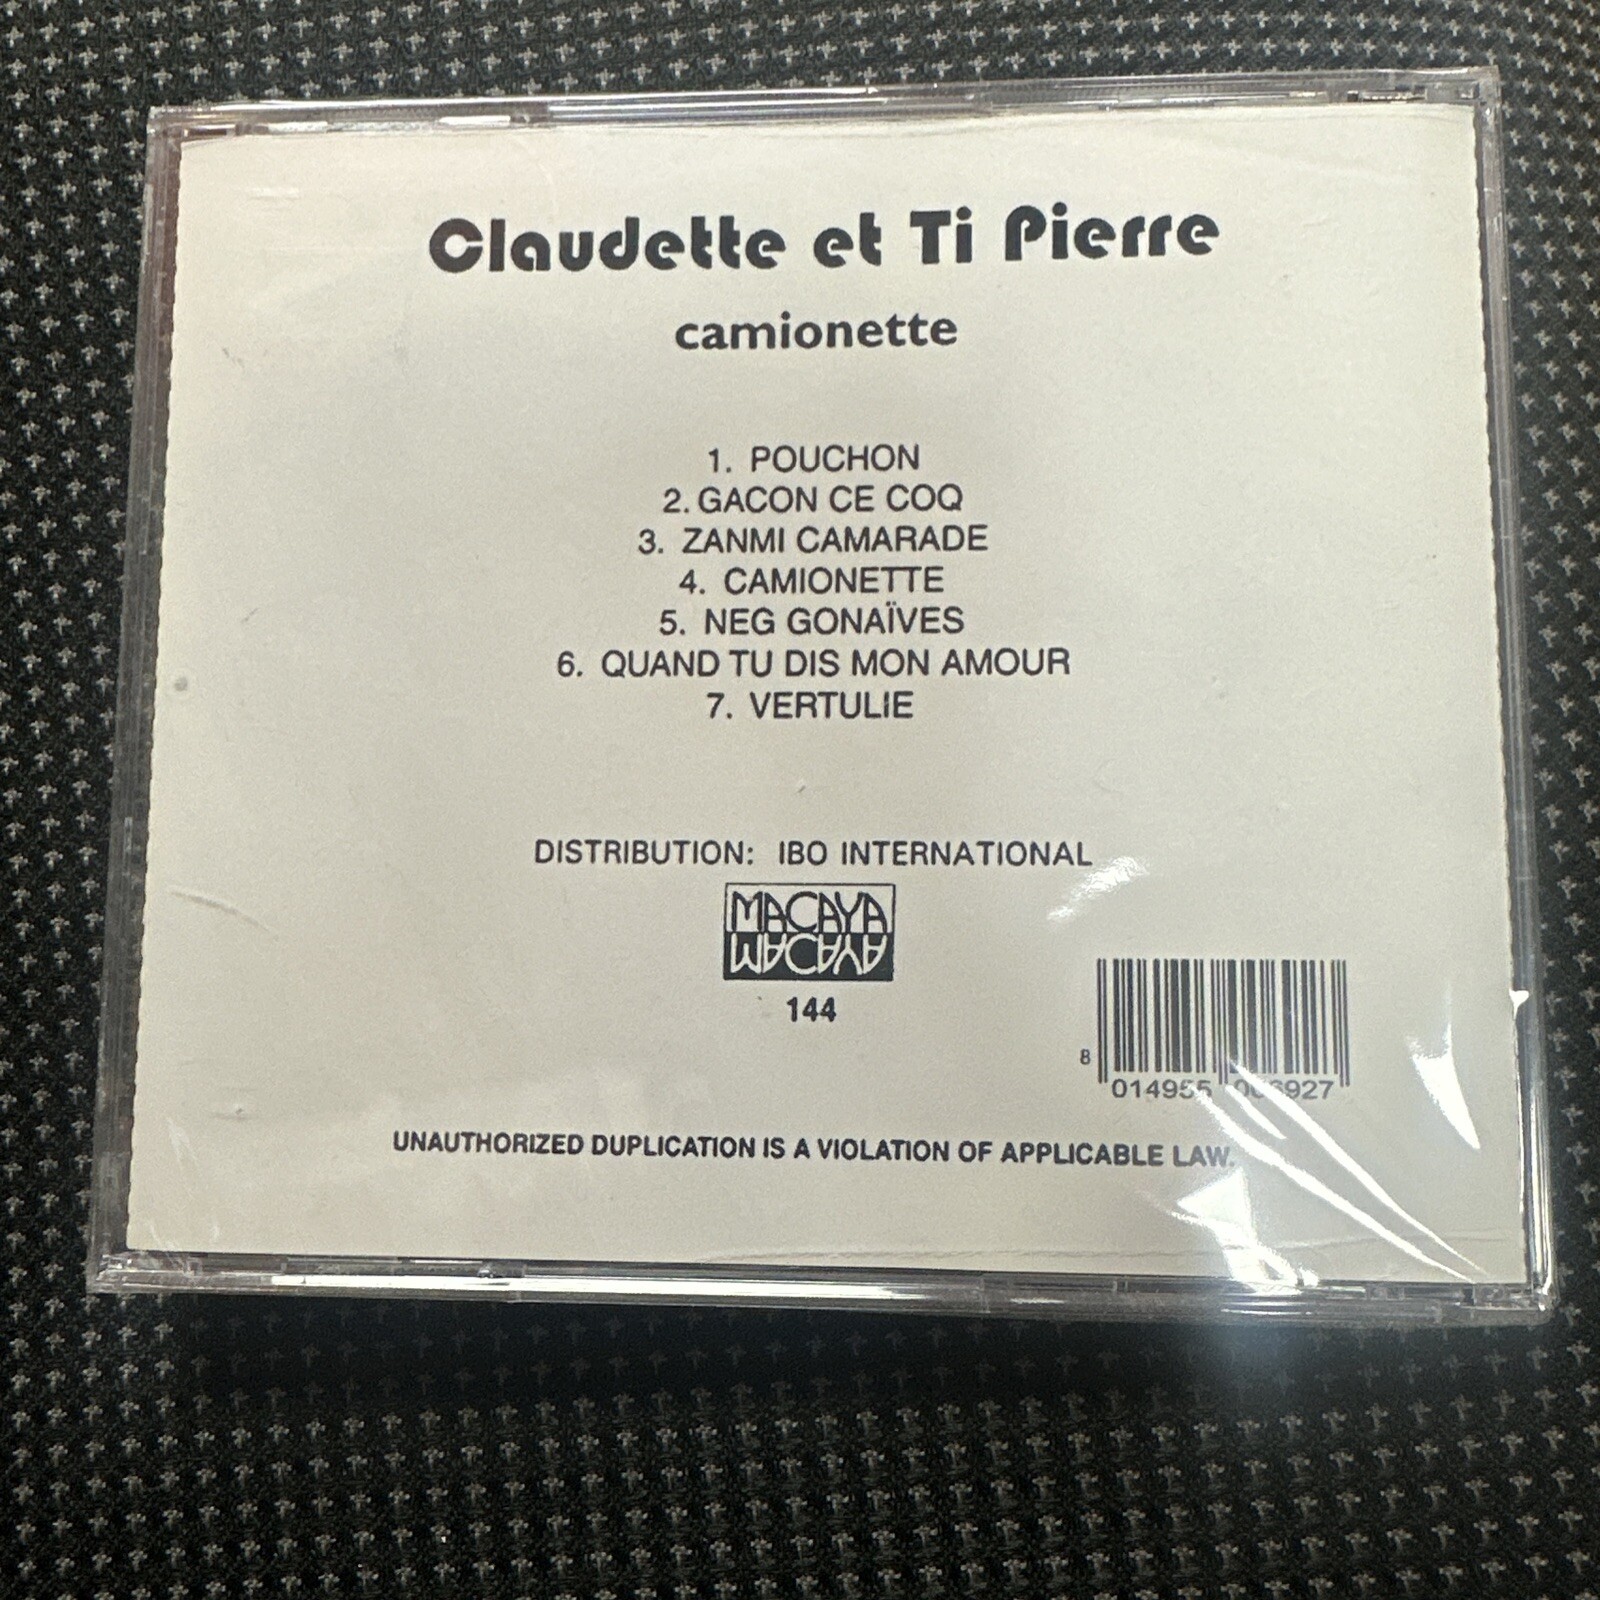 Claudette et Ti Pierre
camionette
1. POUCHON
2. GACON CE COQ
3. ZANMI CAMARADE
4. CAMIONETTE
5. NEG GONAÏVES
6. QUAND TU DIS MON AMOUR
7. VERTULIE
DISTRIBUTION: IBO INTERNATIONAL
MACAYA
MACAYA
144
8 014955
UNAUTHORIZED DUPLICATION IS A VIOLATION OF APPLICABLE LAW.